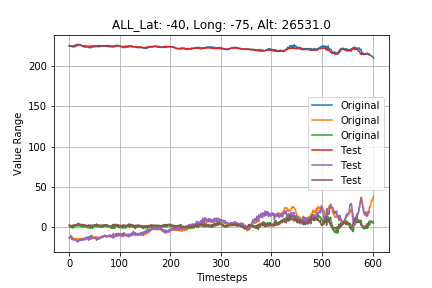 ALL_Lat: -40, Long: -75, Alt: 26531.0
Value Range
200
150
100
50
0
Original
Original
Original
Test
Test
Test
0 100 200 300 400 500 600
Timesteps